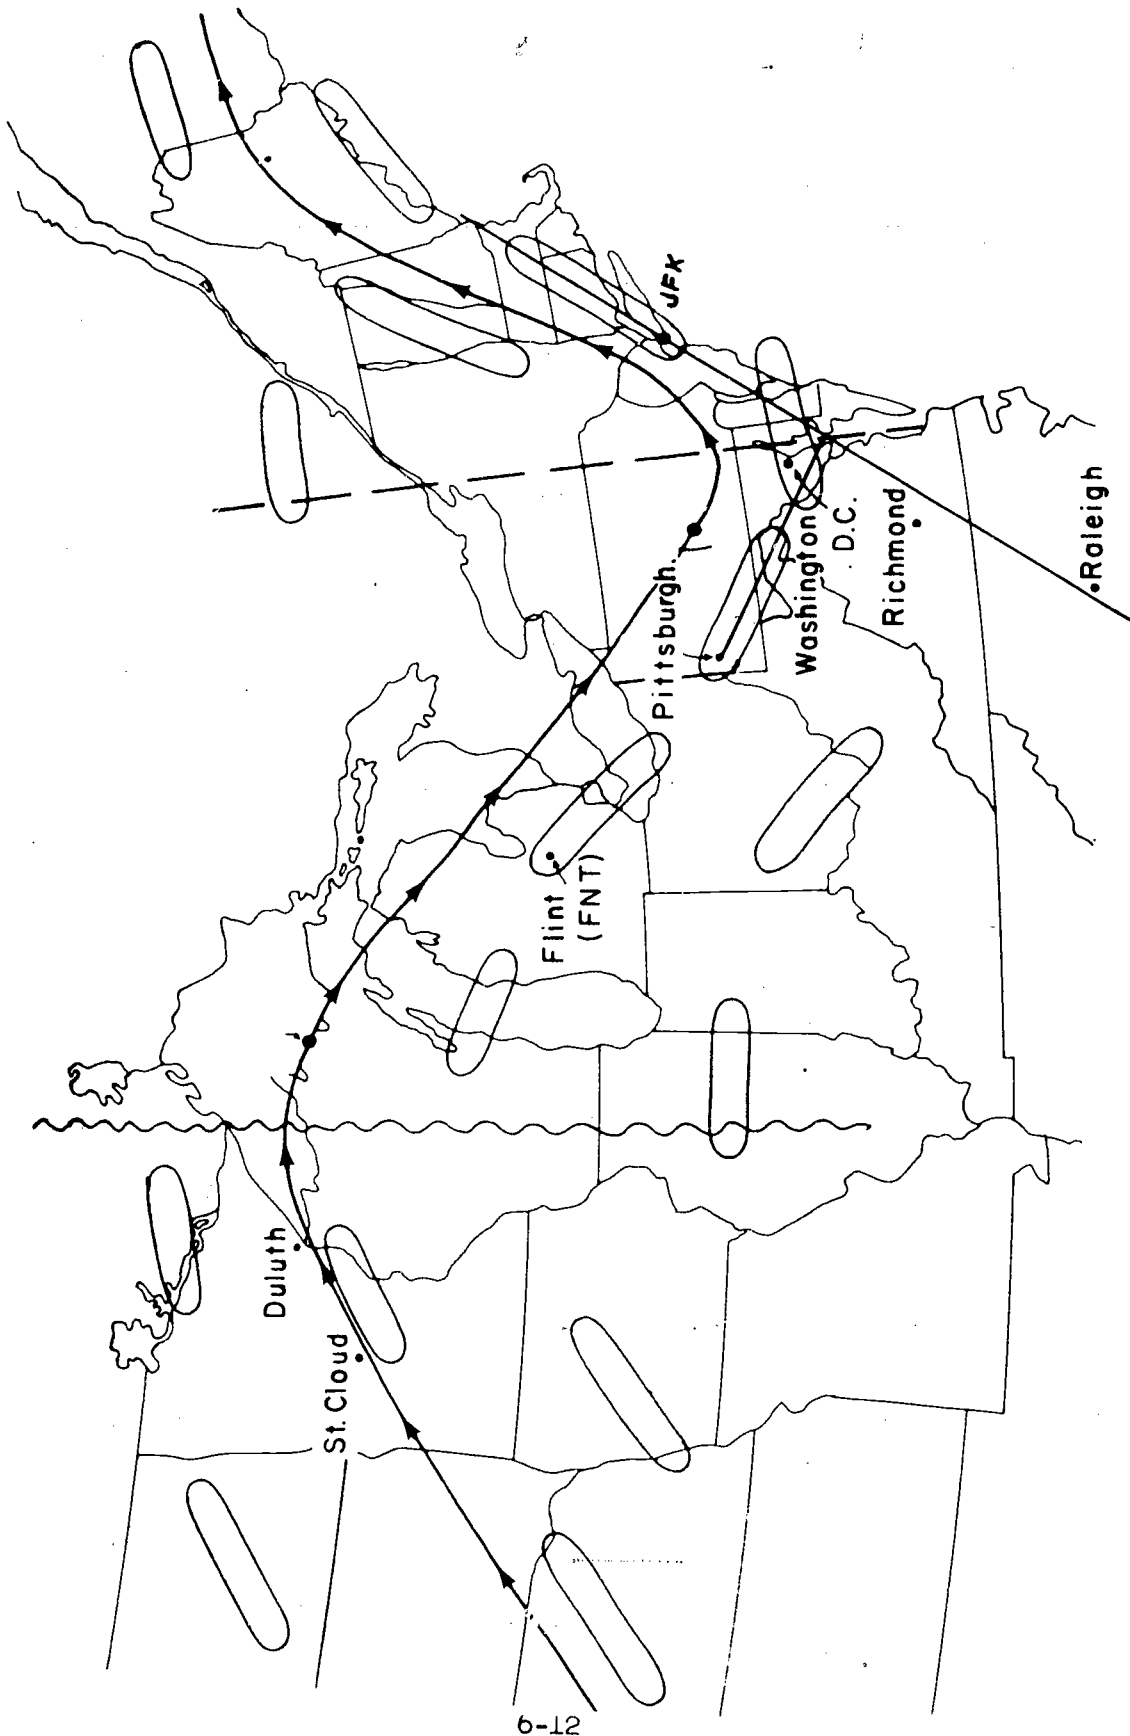 St. Cloud
Duluth
Flint
(FNT)
Pittsburgh.
Washington
D.C.
Richmond
Raleigh
JFK
6-12